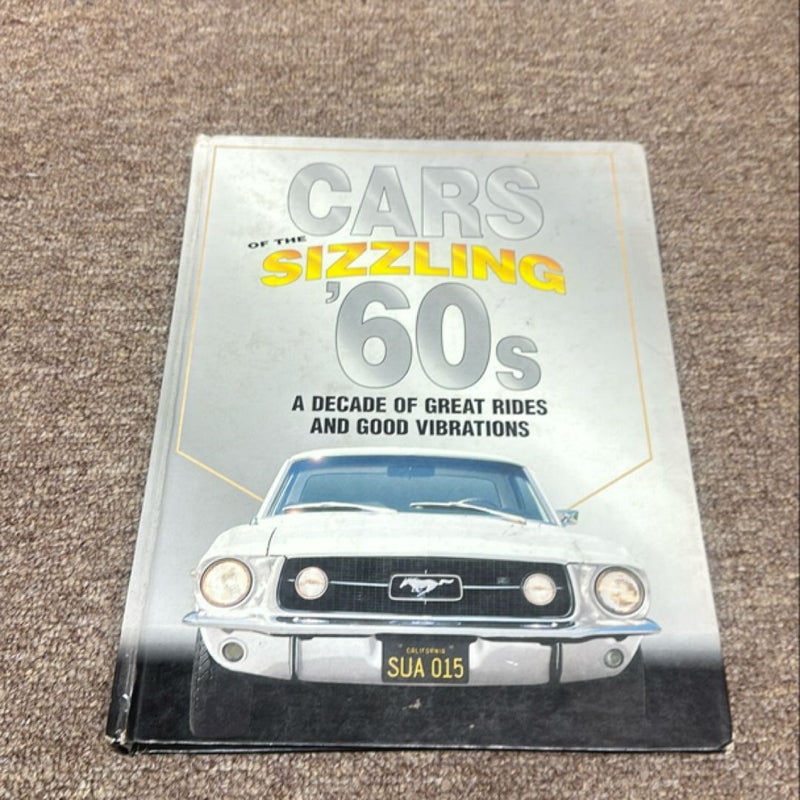 CARS
OF THE
SIZZLING
'60s
A DECADE OF GREAT RIDES
AND GOOD VIBRATIONS
CALIFORNIA
SUA 015